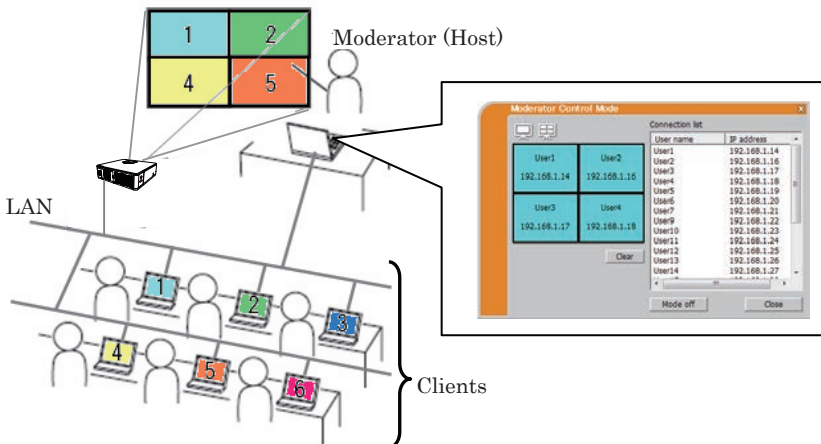 1 2
4 5
Moderator (Host)
LAN
1 2 3
4 5 6
Clients
Moderator Control Mode X
Connection list
User name IP address
User1 192.168.1.14
User2 192.168.1.16
User3 192.168.1.17
User4 192.168.1.18
User5 192.168.1.19
User6 192.168.1.20
User7 192.168.1.21
User9 192.168.1.22
User10 192.168.1.23
User11 192.168.1.24
User12 192.168.1.25
User13 192.168.1.26
User14 192.168.1.27
User1 User2
192.168.1.14 192.168.1.16
User3 User4
192.168.1.17 192.168.1.18
Clear
Mode off Close